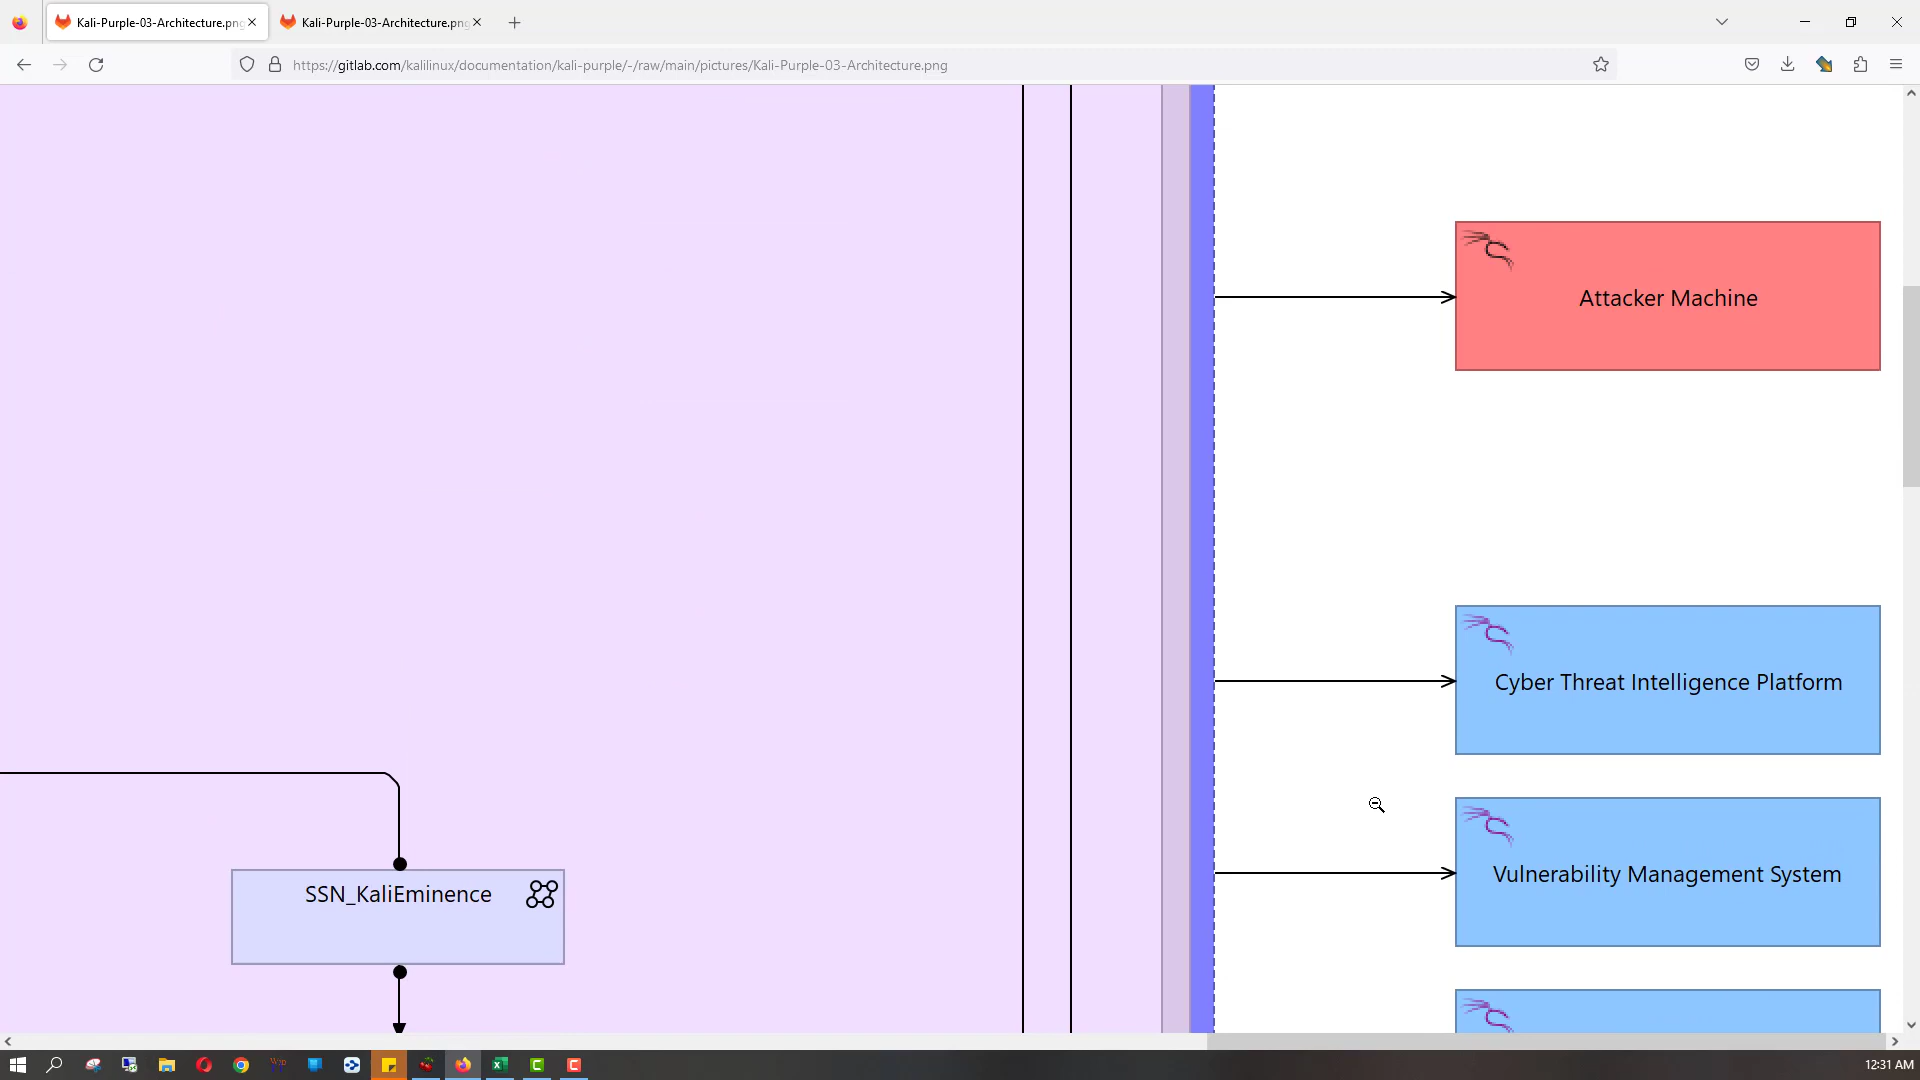 Kali-Purple-03-Architecture.png
Kali-Purple-03-Architecture.png
https://gitlab.com/kalilinux/documentation/kali-purple/-/raw/main/pictures/Kali-Purple-03-Architecture.png
Attacker Machine
Cyber Threat Intelligence Platform
Vulnerability Management System
SSN_KaliEminence
12:31 AM